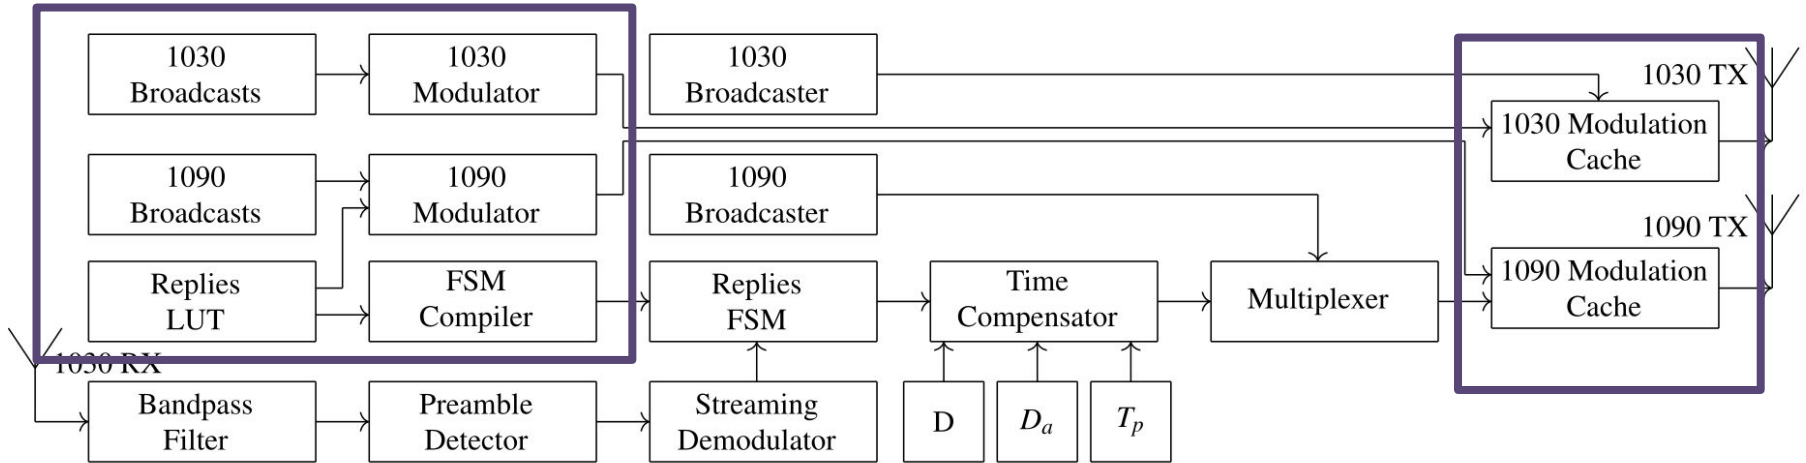 1030
Broadcasts
1030
Modulator
1030
Broadcaster
1030 TX
1030 Modulation
Cache
1090
Broadcasts
1090
Modulator
1090
Broadcaster
1090 TX
1090 Modulation
Cache
Replies
LUT
FSM
Compiler
Replies
FSM
Time
Compensator
Multiplexer
1030 RX
Bandpass
Filter
Preamble
Detector
Streaming
Demodulator
D
Dₐ
Tₚ